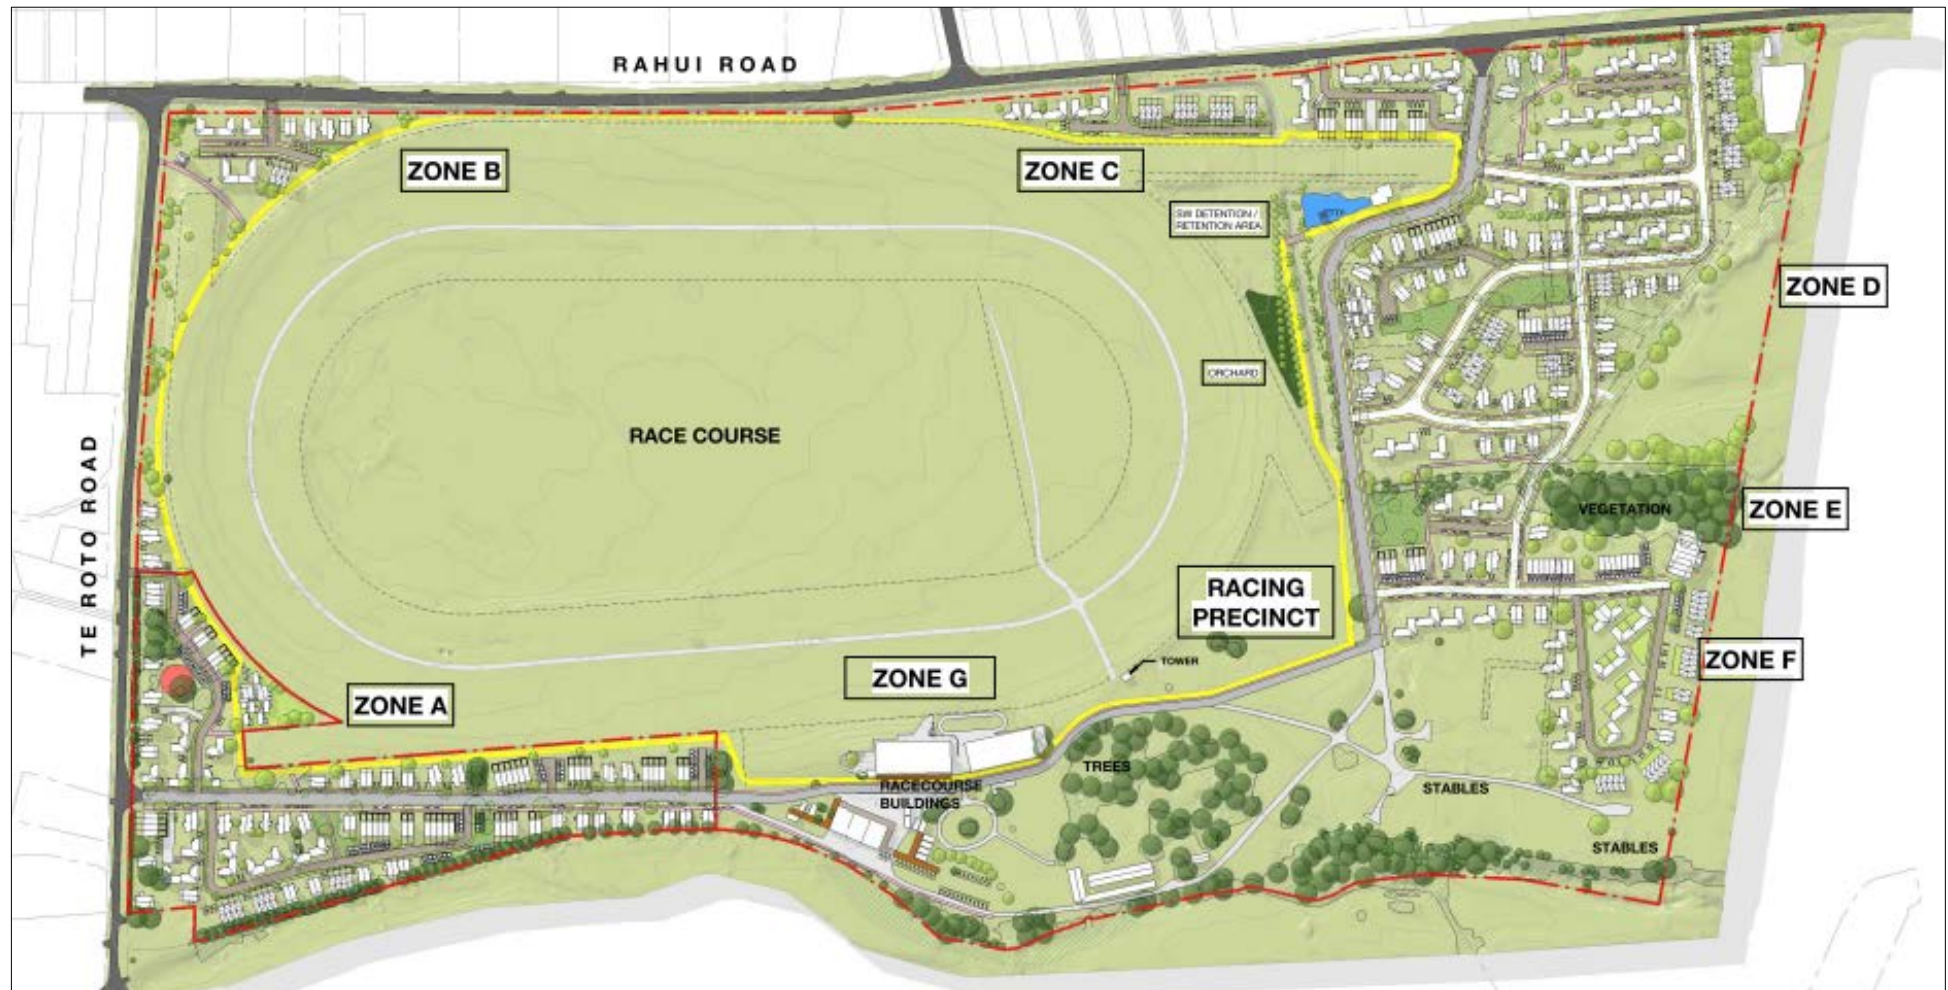 RAHUI ROAD
ZONE B
ZONE C
SW DETENTION /
RETENTION AREA
ZONE D
ORCHARD
RACE COURSE
TE ROTO ROAD
VEGETATION
ZONE E
RACING
PRECINCT
TOWER
ZONE G
ZONE F
ZONE A
TREES
RACECOURSE
BUILDINGS
STABLES
STABLES